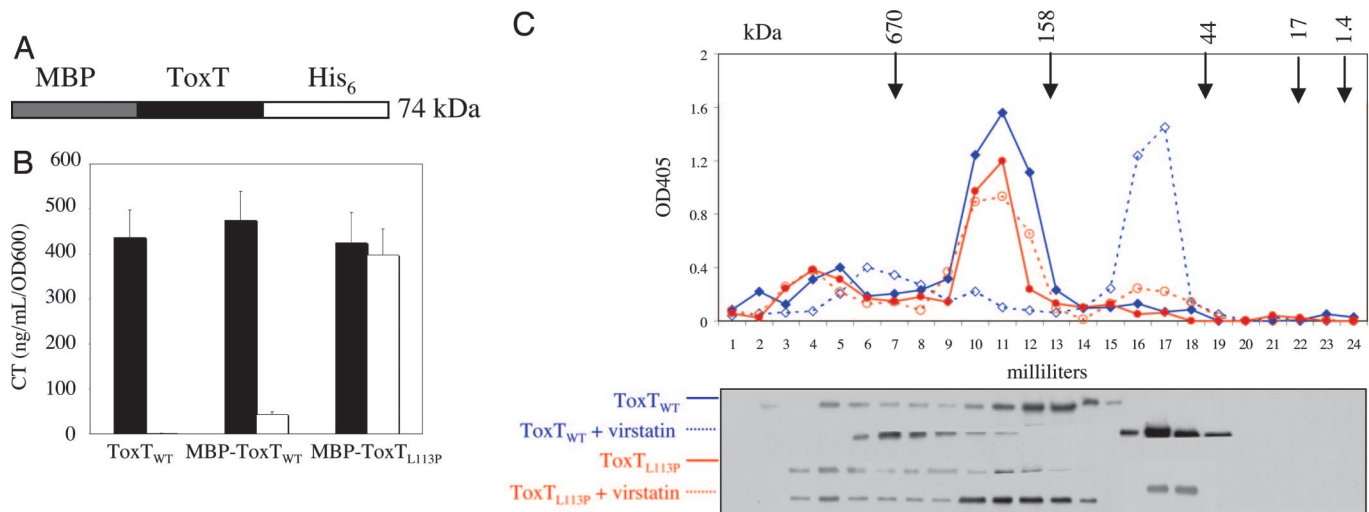 A
MBP ToxT His6
74 kDa
B
600
500
400
300
200
100
0
CT (ng/mL/OD600)
ToxTWT MBP-ToxTWT MBP-ToxTL113P
C
kDa 670 158 44 17 1.4
2
1.6
1.2
0.8
0.4
0
OD405
1 2 3 4 5 6 7 8 9 10 11 12 13 14 15 16 17 18 19 20 21 22 23 24
milliliters
ToxTWT
ToxTWT + virstatin
ToxTL113P
ToxTL113P + virstatin